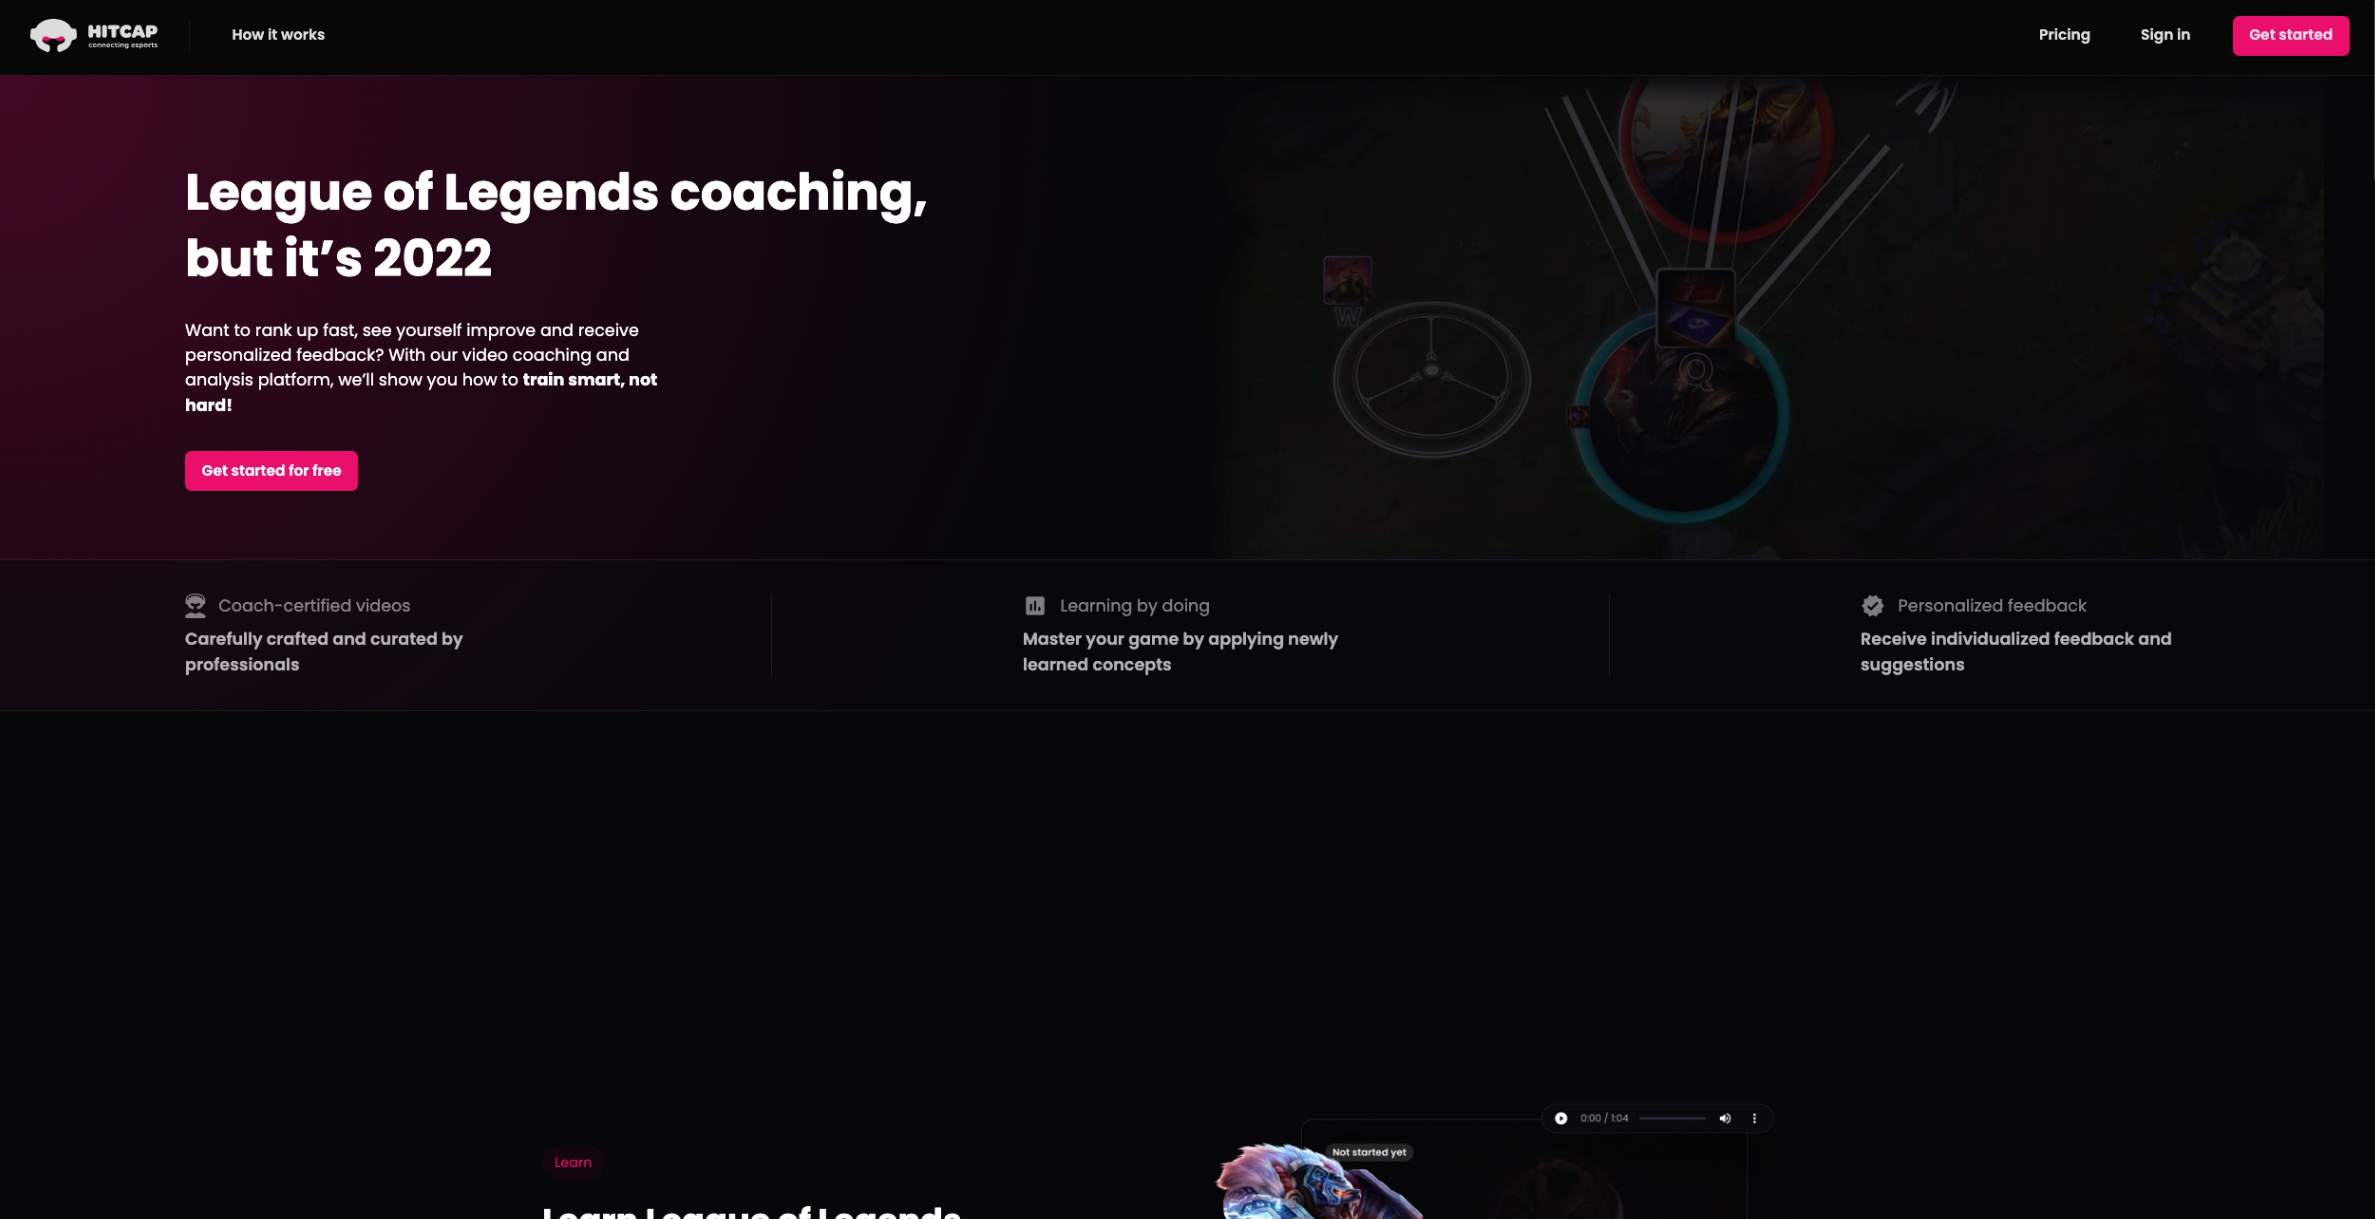 HITCAP
connecting esports
How it works
Pricing
Sign in
Get started
League of Legends coaching,
but it’s 2022
Want to rank up fast, see yourself improve and receive
personalized feedback? With our video coaching and
analysis platform, we’ll show you how to train smart, not
hard!
Get started for free
W
Q
Coach-certified videos
Carefully crafted and curated by
professionals
Learning by doing
Master your game by applying newly
learned concepts
Personalized feedback
Receive individualized feedback and
suggestions
0:00 / 1:04
Not started yet
Learn
Learn League of Legends